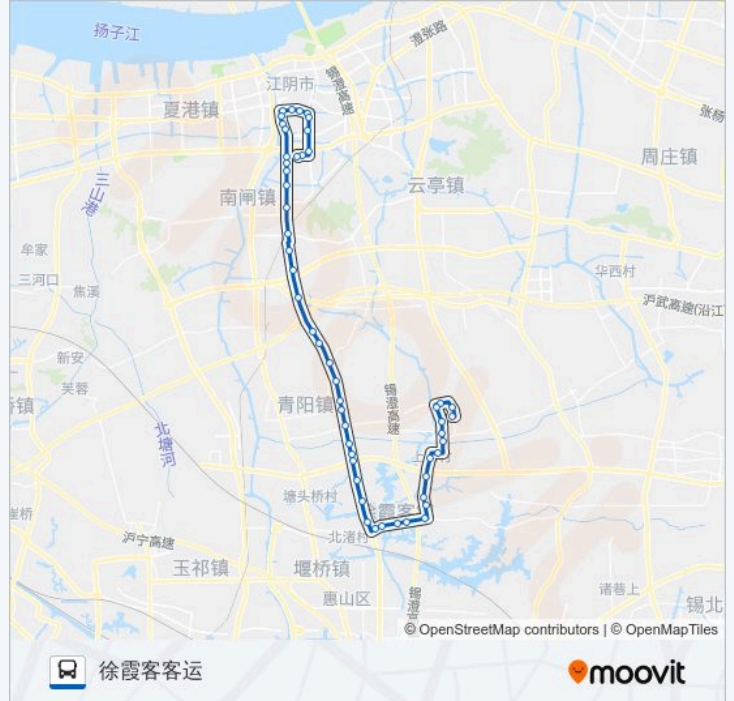 扬子江
澄张路
江阴市
锡澄高速
夏港镇
张杨
周庄镇
三山港
云亭镇
南闸镇
牟家
三河口
焦溪
华西村
沪武高速(沿江
新安
芙蓉
青阳镇
锡澄高速
镇
北塘河
上
塘头桥村
霞客
崔桥
沪宁高速
北渚村
玉祁镇
堰桥镇
惠山区
锡澄
诸巷上
锡北
© OpenStreetMap contributors | © OpenMapTiles
徐霞客客运
moovit